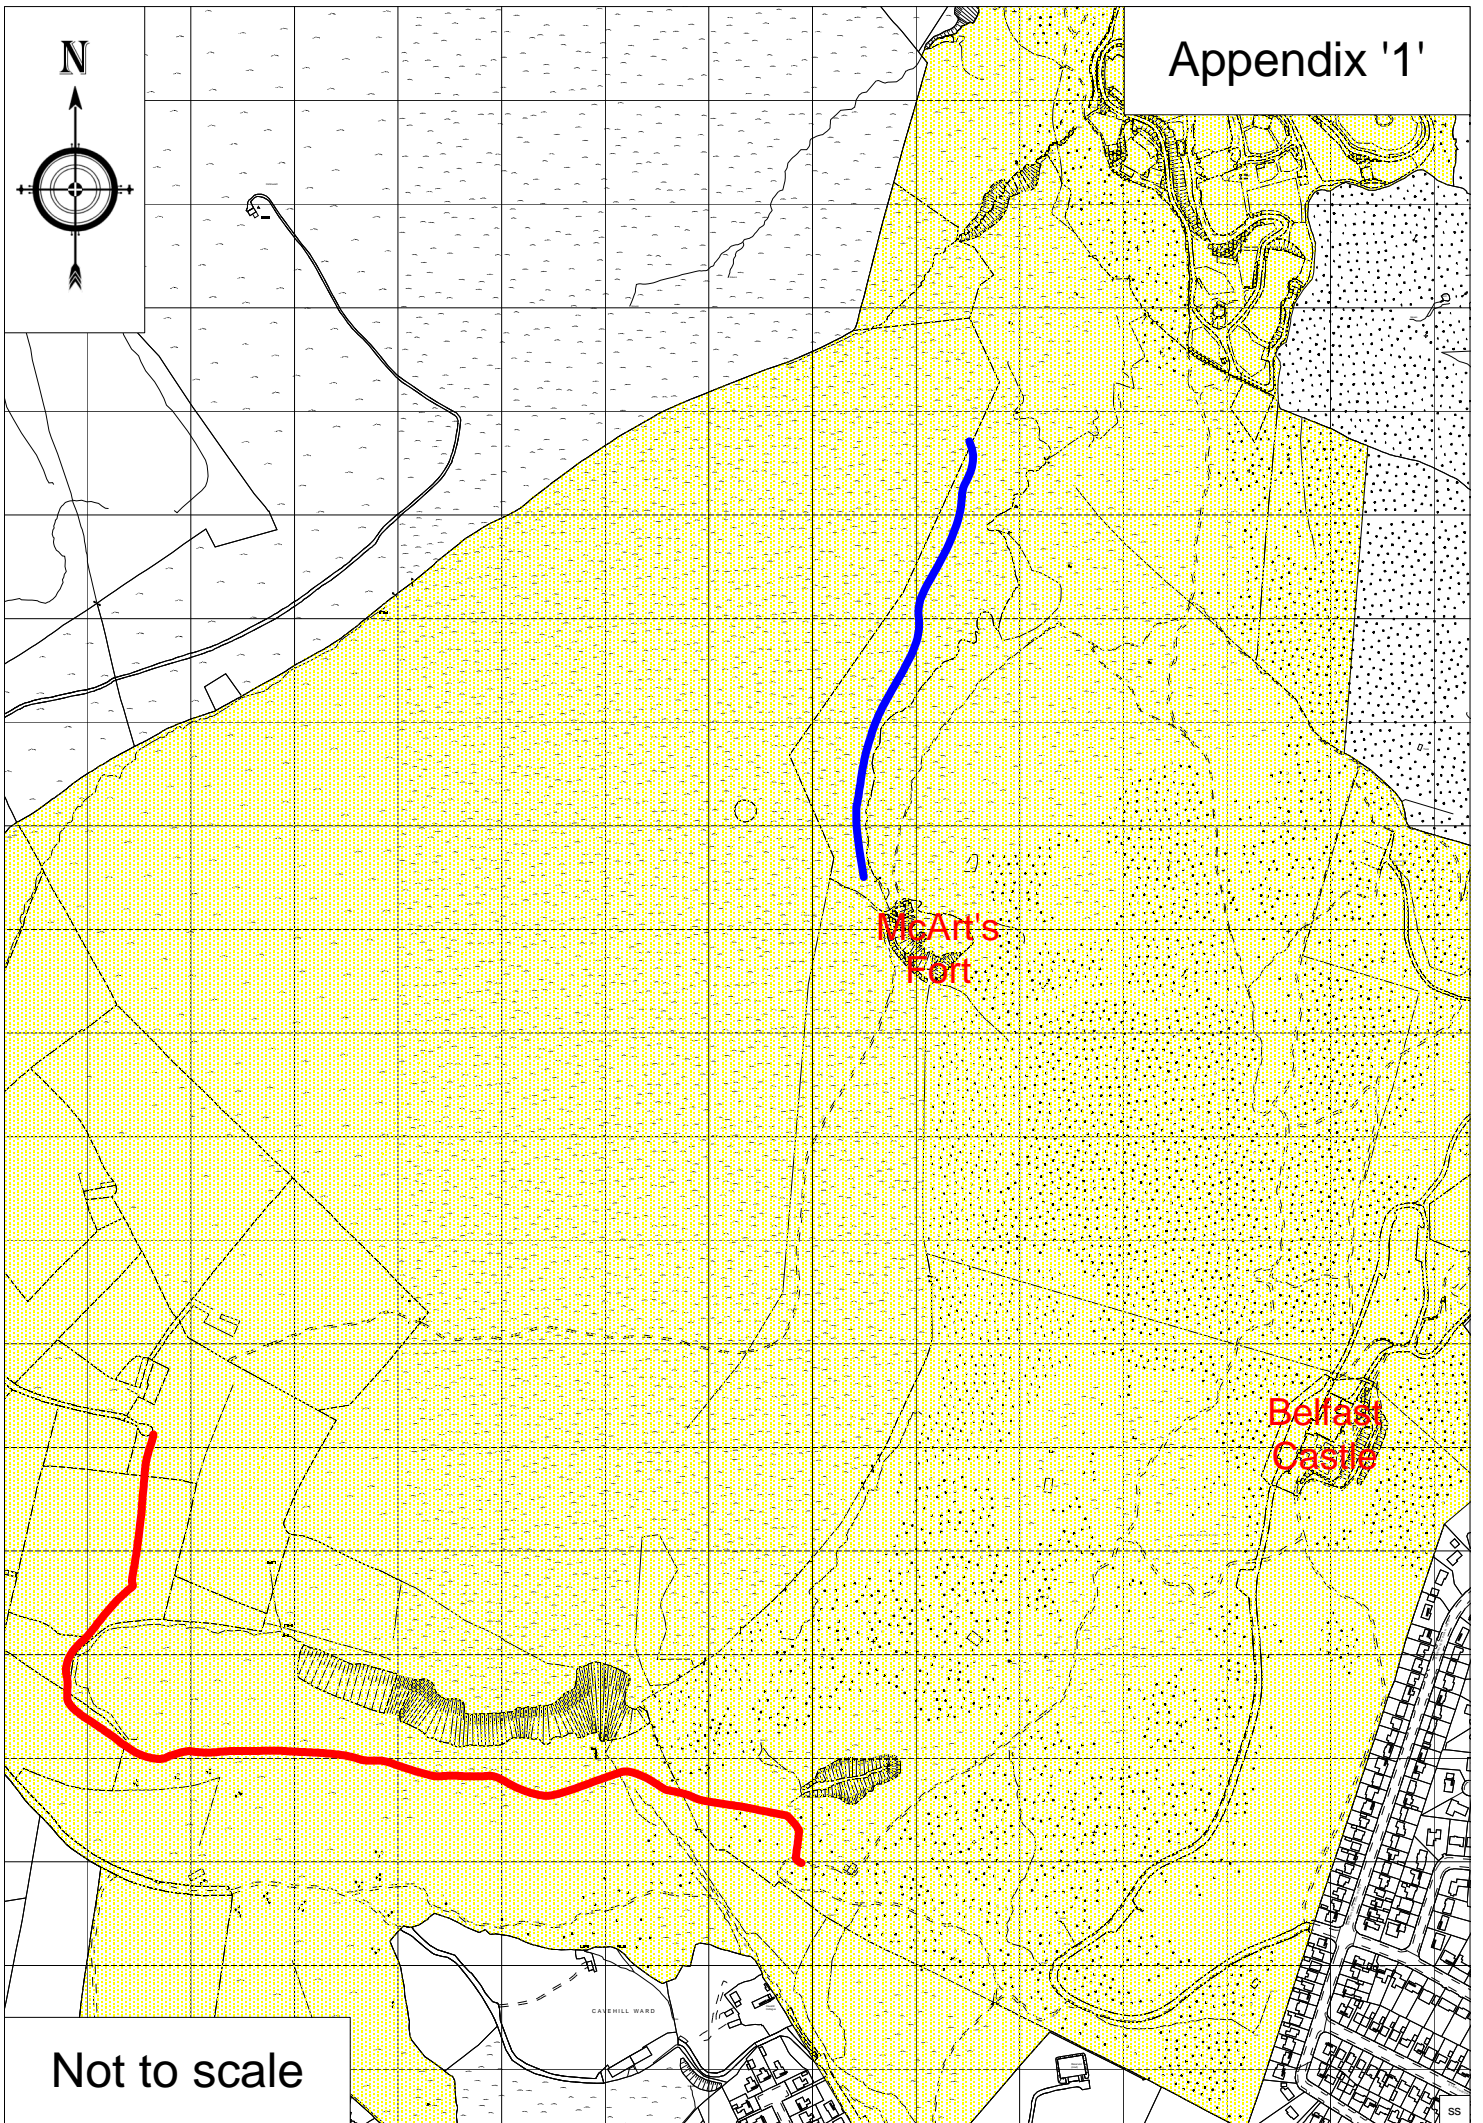 N
Appendix '1'
McArt's
Fort
Belfast
Castle
CAVEHILL WARD
Not to scale
ss